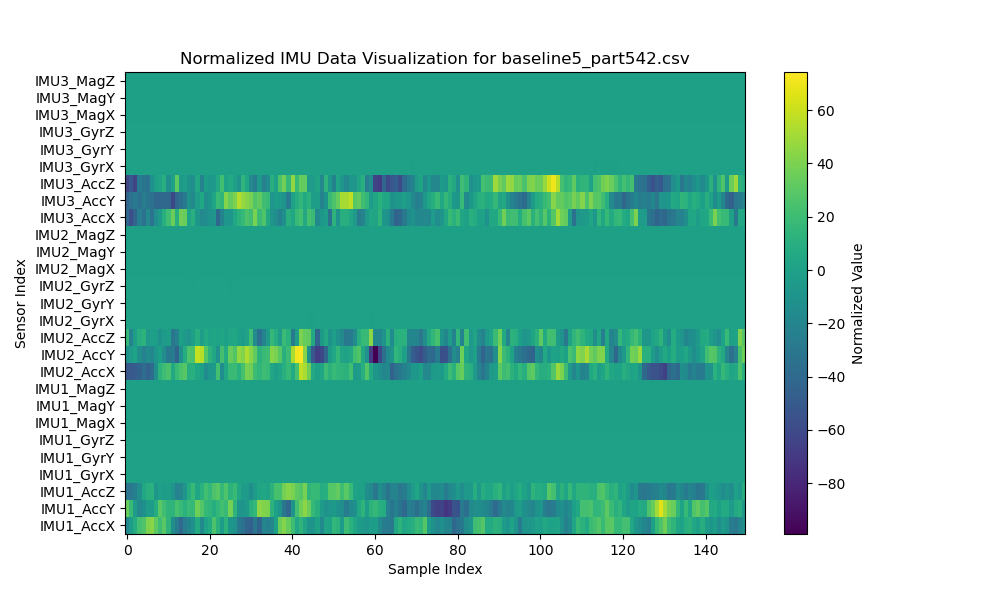 Normalized IMU Data Visualization for baseline5_part542.csv
Sensor Index
IMU3_MagZ
IMU3_MagY
IMU3_MagX
IMU3_GyrZ
IMU3_GyrY
IMU3_GyrX
IMU3_AccZ
IMU3_AccY
IMU3_AccX
IMU2_MagZ
IMU2_MagY
IMU2_MagX
IMU2_GyrZ
IMU2_GyrY
IMU2_GyrX
IMU2_AccZ
IMU2_AccY
IMU2_AccX
IMU1_MagZ
IMU1_MagY
IMU1_MagX
IMU1_GyrZ
IMU1_GyrY
IMU1_GyrX
IMU1_AccZ
IMU1_AccY
IMU1_AccX
0 20 40 60 80 100 120 140
Sample Index
60
40
20
0
−20
−40
−60
−80
Normalized Value